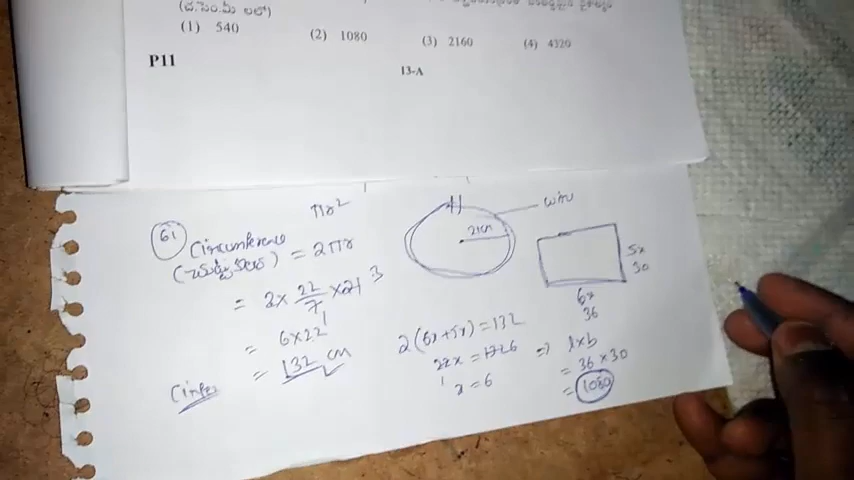 (చ.సెం.మీ లలో)
(1) 540 (2) 1080 (3) 2160 (4) 4320
P11
13-A
61
πr²
Circumference = 2πr
= 2 × 22/7 × 21 3
= 6×22
= 132 cm
21cm
wire
5x
30
6x
36
2(6x+5x) = 132
22x = 132 6
x = 6
⇒ l×b
= 36 × 30
= 1080